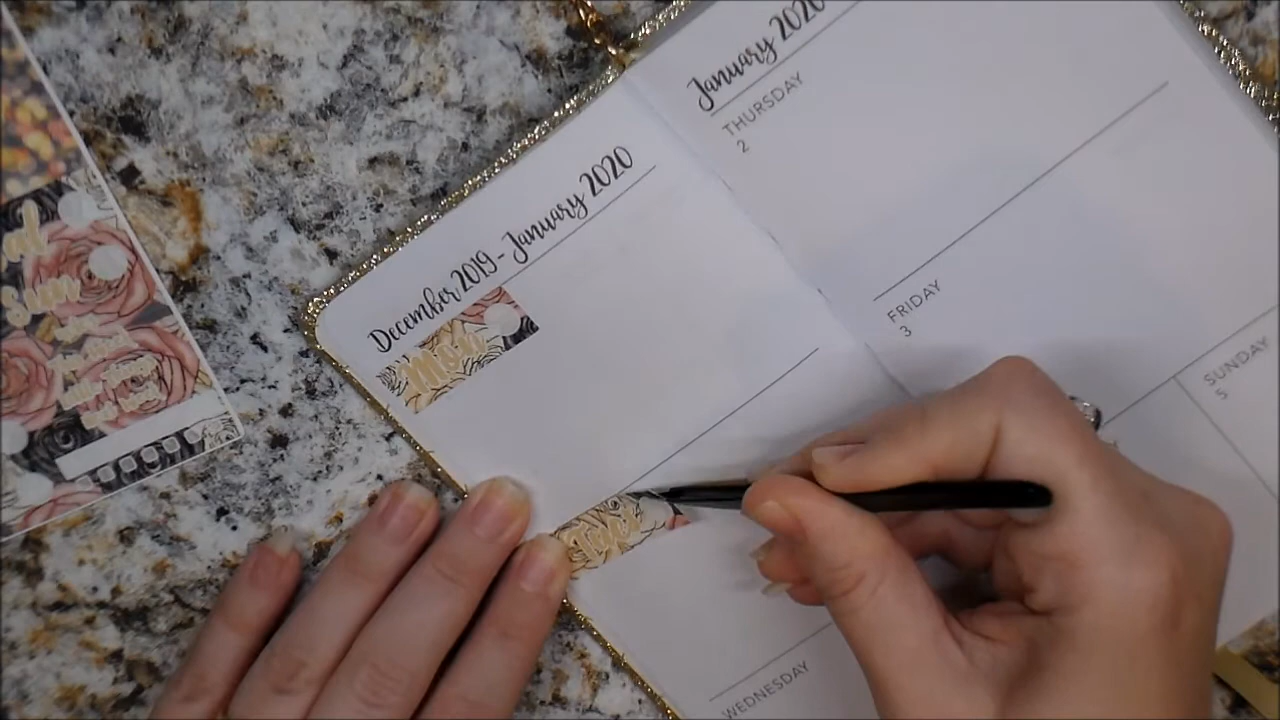 December 2019 - January 2020
Mon
Tue
WEDNESDAY
January 2020
THURSDAY
2
FRIDAY
3
SUNDAY
5